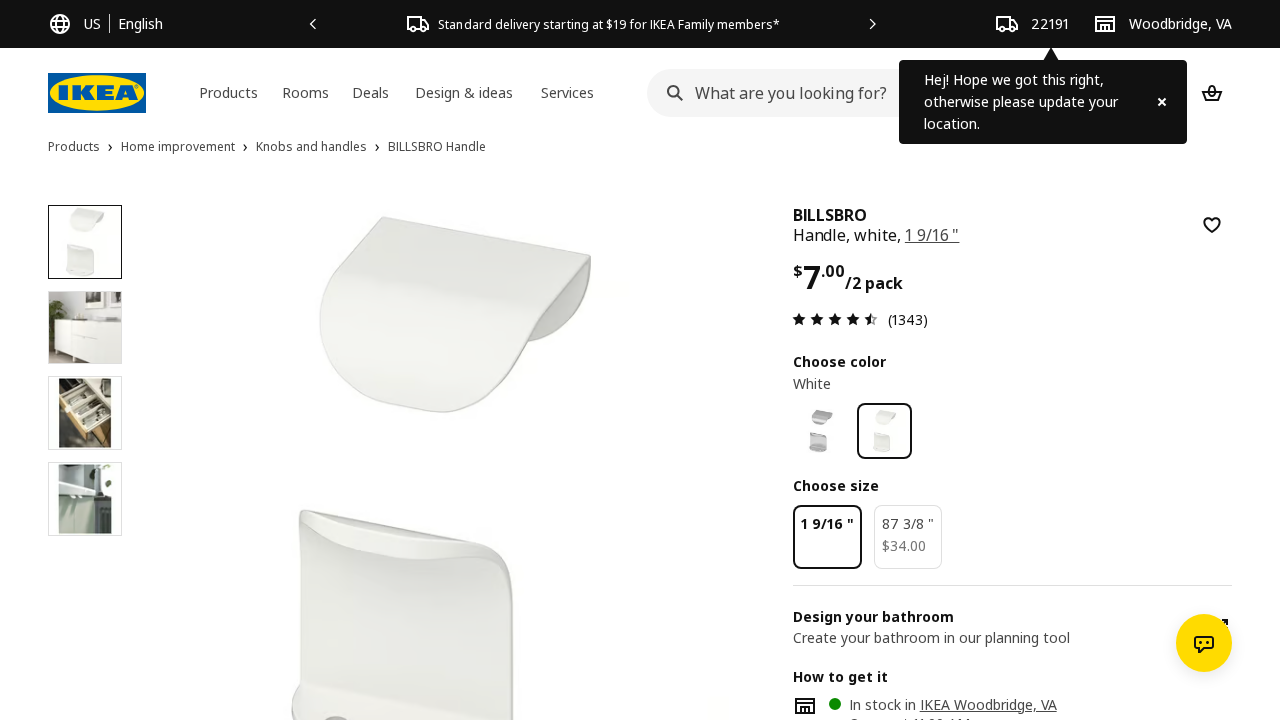 US English
Standard delivery starting at $19 for IKEA Family members*
22191
Woodbridge, VA
IKEA
Products Rooms Deals Design & ideas Services
What are you looking for?
Hej! Hope we got this right,
otherwise please update your
location.
Products › Home improvement › Knobs and handles › BILLSBRO Handle
BILLSBRO
Handle, white, 1 9/16 "
$7.00/2 pack
(1343)
Choose color
White
Choose size
1 9/16 "
87 3/8 "
$34.00
Design your bathroom
Create your bathroom in our planning tool
How to get it
In stock in IKEA Woodbridge, VA